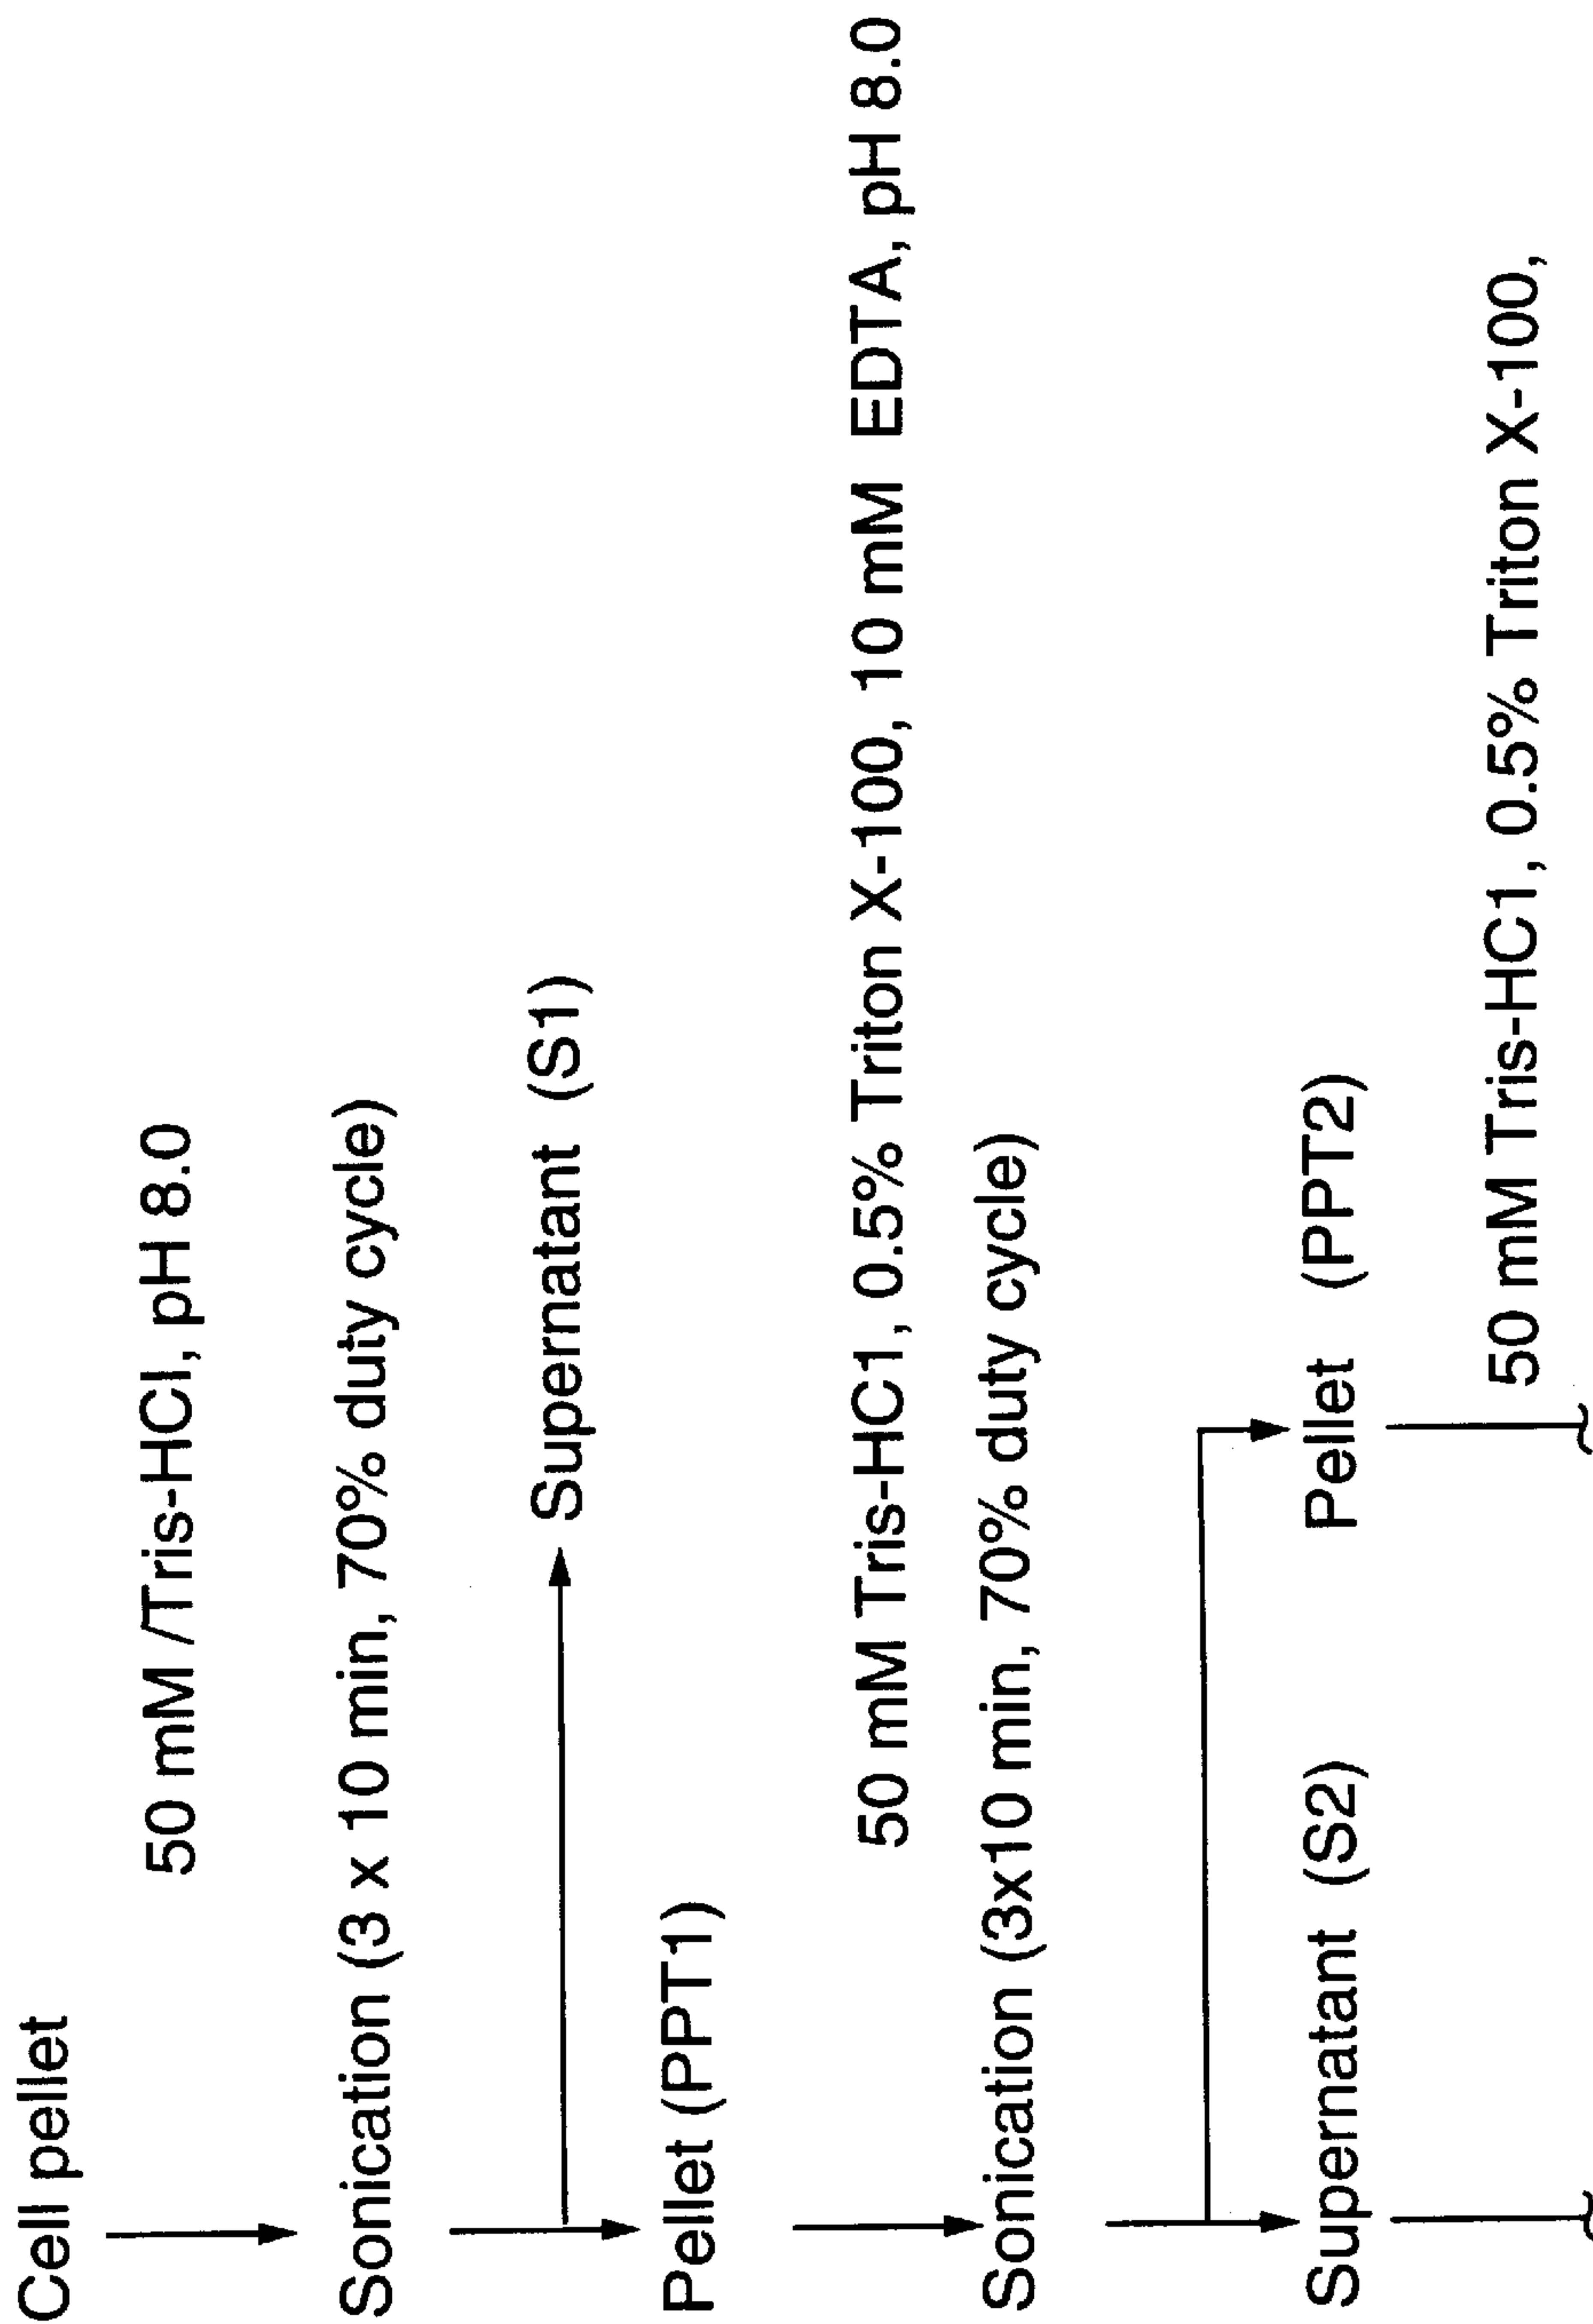 Cell pellet
50 mM /Tris-HCl, pH 8.0
Sonication (3 x 10 min, 70% duty cycle)
Supernatant (S1)
Pellet (PPT1)
50 mM Tris-HC1, 0.5% Triton X-100, 10 mM EDTA, pH 8.0
Sonication (3x10 min, 70% duty cycle)
Supernatant (S2) Pellet (PPT2)
50 mM Tris-HC1, 0.5% Triton X-100,